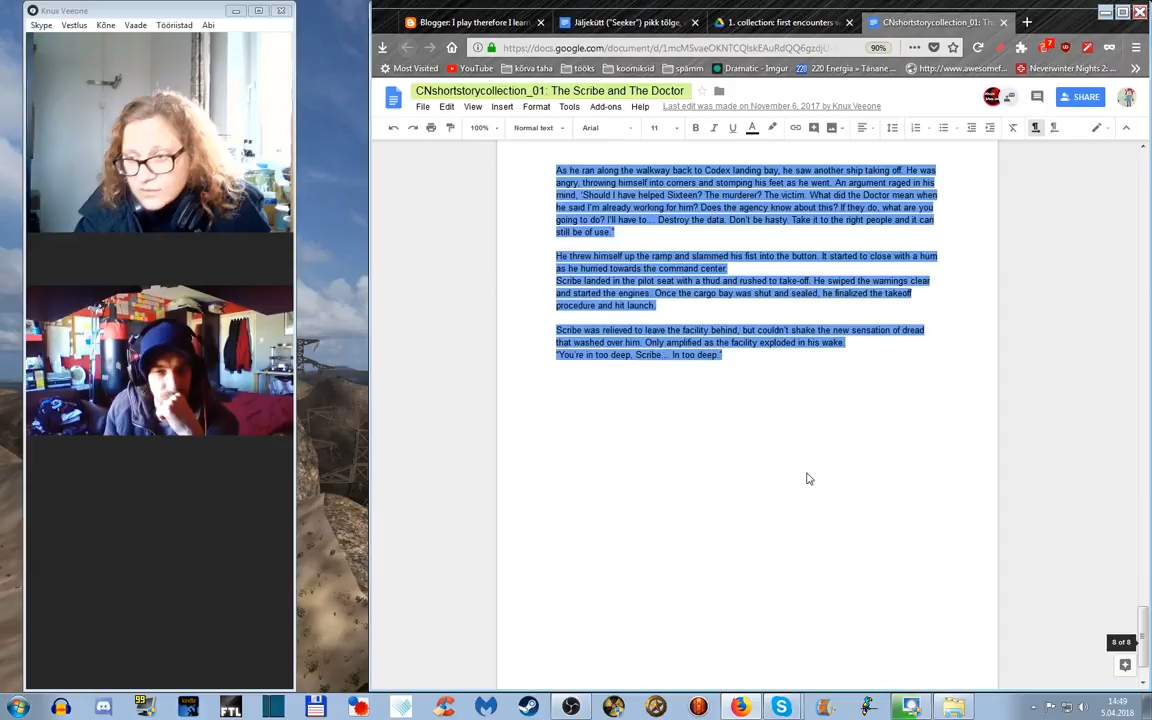 Knus Veeone
Skype Vestlus Kõne Vaade Tööriistad Abi
Blogger: I play therefore I learn
Jäljekütt ("Seeker") pikk tõlge,
1. collection: first encounters
CNshortstorycollection_01: The
https://docs.google.com/document/d/1mcMSvaeOKNTCQlskEAuRdQQ6gzdjU
90%
Most Visited YouTube kõrva taha tööks koomiksid spämm Dramatic - Imgur 220 Energia › Tänane http://www.awesomef... Neverwinter Nights 2:
CNshortstorycollection_01: The Scribe and The Doctor
File Edit View Insert Format Tools Add-ons Help Last edit was made on November 6, 2017 by Knux Veeone
SHARE
100% Normal text Arial 11
As he ran along the walkway back to Codex landing bay, he saw another ship taking off. He was
angry, throwing himself into corners and stomping his feet as he went. An argument raged in his
mind, 'Should I have helped Sixteen? The murderer? The victim. What did the Doctor mean when
he said I'm already working for him? Does the agency know about this? If they do, what are you
going to do? I'll have to... Destroy the data. Don't be hasty. Take it to the right people and it can
still be of use."
He threw himself up the ramp and slammed his fist into the button. It started to close with a hum
as he hurried towards the command center.
Scribe landed in the pilot seat with a thud and rushed to take-off. He swiped the warnings clear
and started the engines. Once the cargo bay was shut and sealed, he finalized the takeoff
procedure and hit launch.
Scribe was relieved to leave the facility behind, but couldn't shake the new sensation of dread
that washed over him. Only amplified as the facility exploded in his wake.
"You're in too deep, Scribe... In too deep."
8 of 8
FTL
14:49
5.04.2018